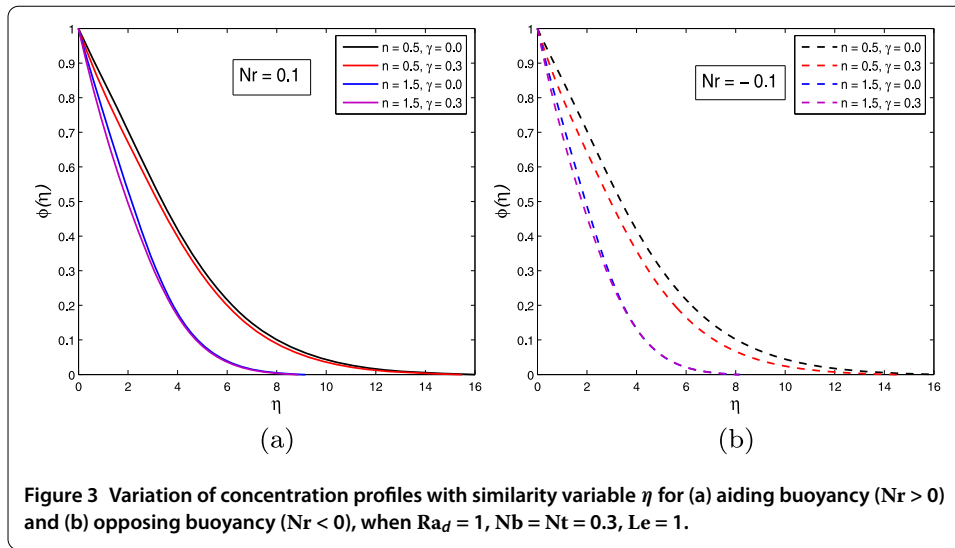 1
0.9
0.8
0.7
0.6
0.5
0.4
0.3
0.2
0.1
0
ϕ(η)
0 2 4 6 8 10 12 14 16
η
Nr = 0.1
n = 0.5, γ = 0.0
n = 0.5, γ = 0.3
n = 1.5, γ = 0.0
n = 1.5, γ = 0.3
(a)
1
0.9
0.8
0.7
0.6
0.5
0.4
0.3
0.2
0.1
0
ϕ(η)
0 2 4 6 8 10 12 14 16
η
Nr = − 0.1
n = 0.5, γ = 0.0
n = 0.5, γ = 0.3
n = 1.5, γ = 0.0
n = 1.5, γ = 0.3
(b)
Figure 3 Variation of concentration profiles with similarity variable η for (a) aiding buoyancy (Nr > 0)
and (b) opposing buoyancy (Nr < 0), when Ra_d = 1, Nb = Nt = 0.3, Le = 1.